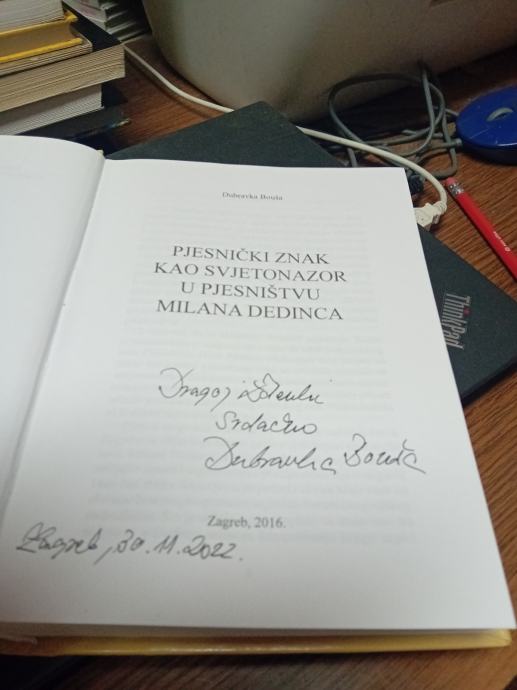 Dubravka Bouša
PJESNIČKI ZNAK
KAO SVJETONAZOR
U PJESNIŠTVU
MILANA DEDINCA
Dragoj Zdenki
Srdačno
Dubravka Bouša
Zagreb, 2016.
Zagreb, 30.11.2022.
ThinkPad